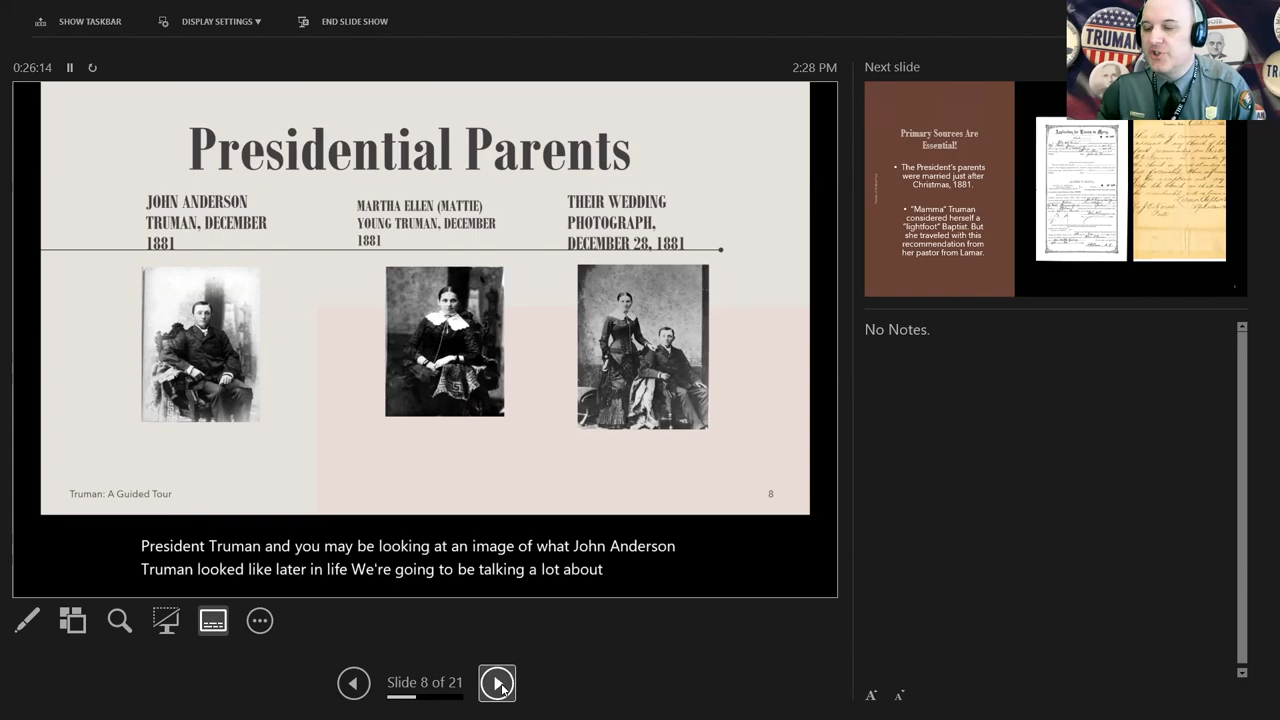 SHOW TASKBAR
DISPLAY SETTINGS ▼
END SLIDE SHOW
0:26:14
2:28 PM
Next slide
TRUMAN
Presidential Parents
JOHN ANDERSON
TRUMAN, DECEMBER
1881
MARTHA ELLEN (MATTIE)
YOUNG TRUMAN, DECEMBER
1881
THEIR WEDDING
PHOTOGRAPH,
DECEMBER 28, 1881
Truman: A Guided Tour
8
President Truman and you may be looking at an image of what John Anderson
Truman looked like later in life We're going to be talking a lot about
Primary Sources Are
Essential!
• The President's parents
were married just after
Christmas, 1881.
• "Mamma" Truman
considered herself a
"lightfoot" Baptist. But
she traveled with this
recommendation from
her pastor from Lamar.
No Notes.
Slide 8 of 21
A
A